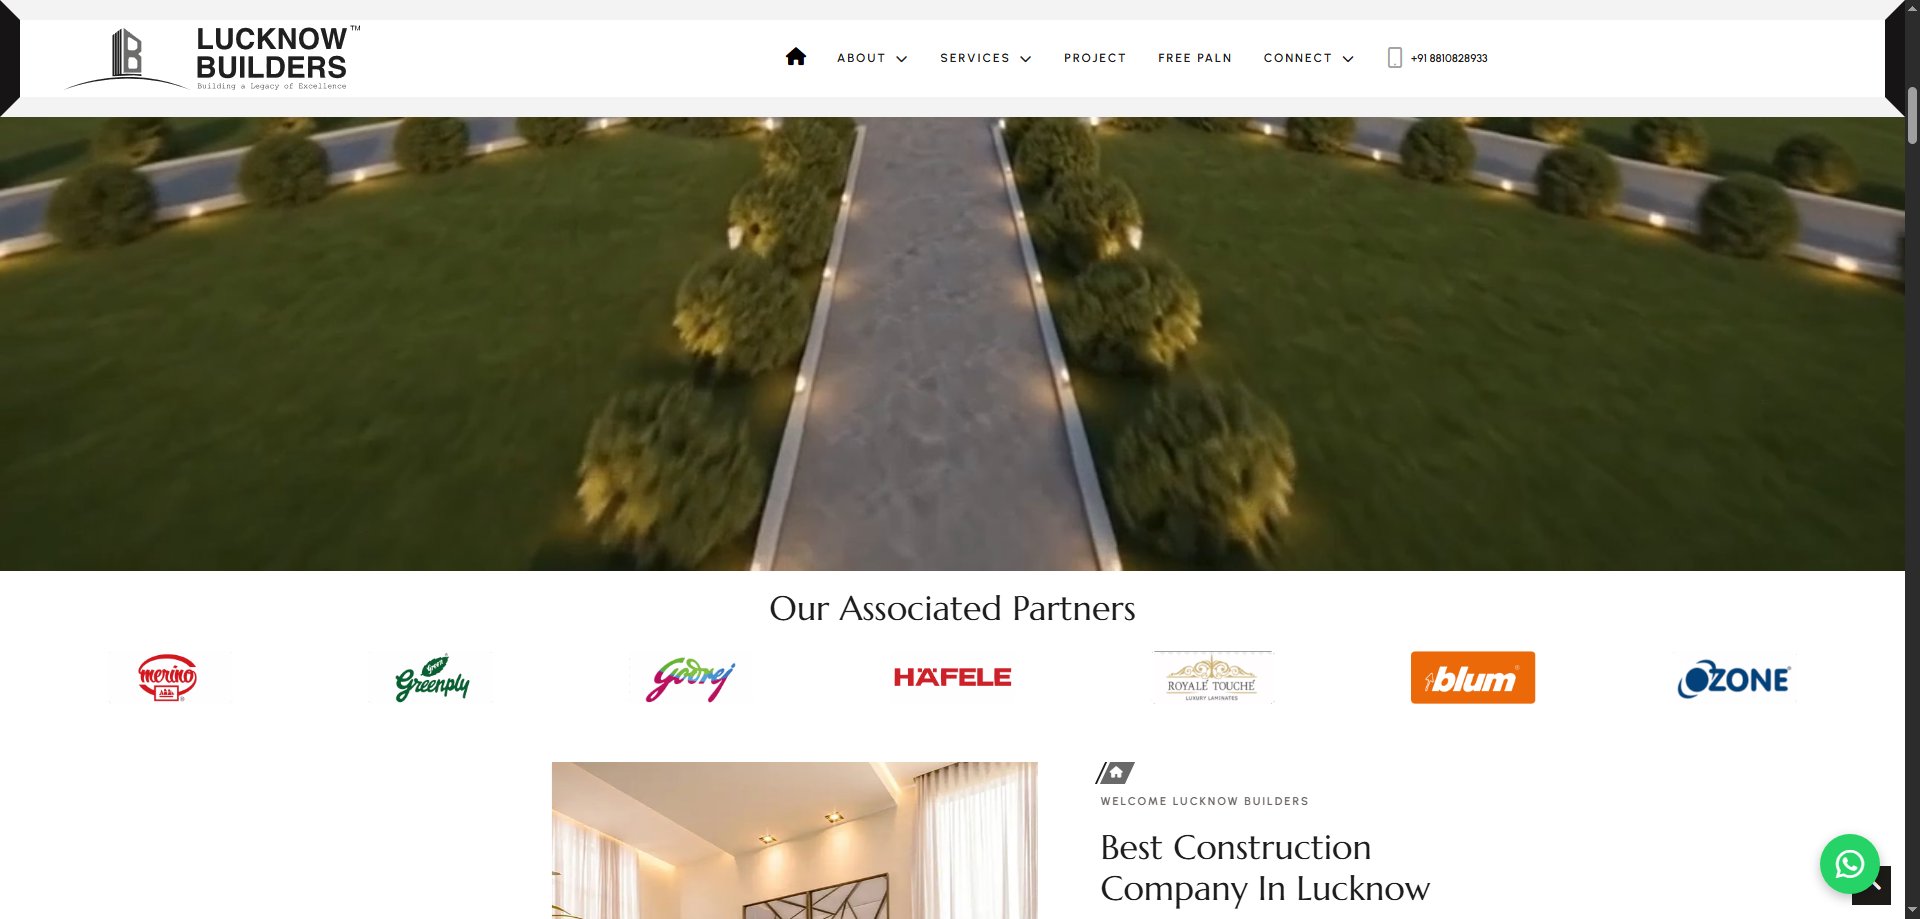 LUCKNOW™
BUILDERS
Building a Legacy of Excellence
ABOUT
SERVICES
PROJECT
FREE PALN
CONNECT
+91 8810828933
Our Associated Partners
merino
Green
Greenply
Godrej
HÄFELE
ROYALE TOUCHE
LUXURY LAMINATES
blum
OZONE
WELCOME LUCKNOW BUILDERS
Best Construction
Company In Lucknow